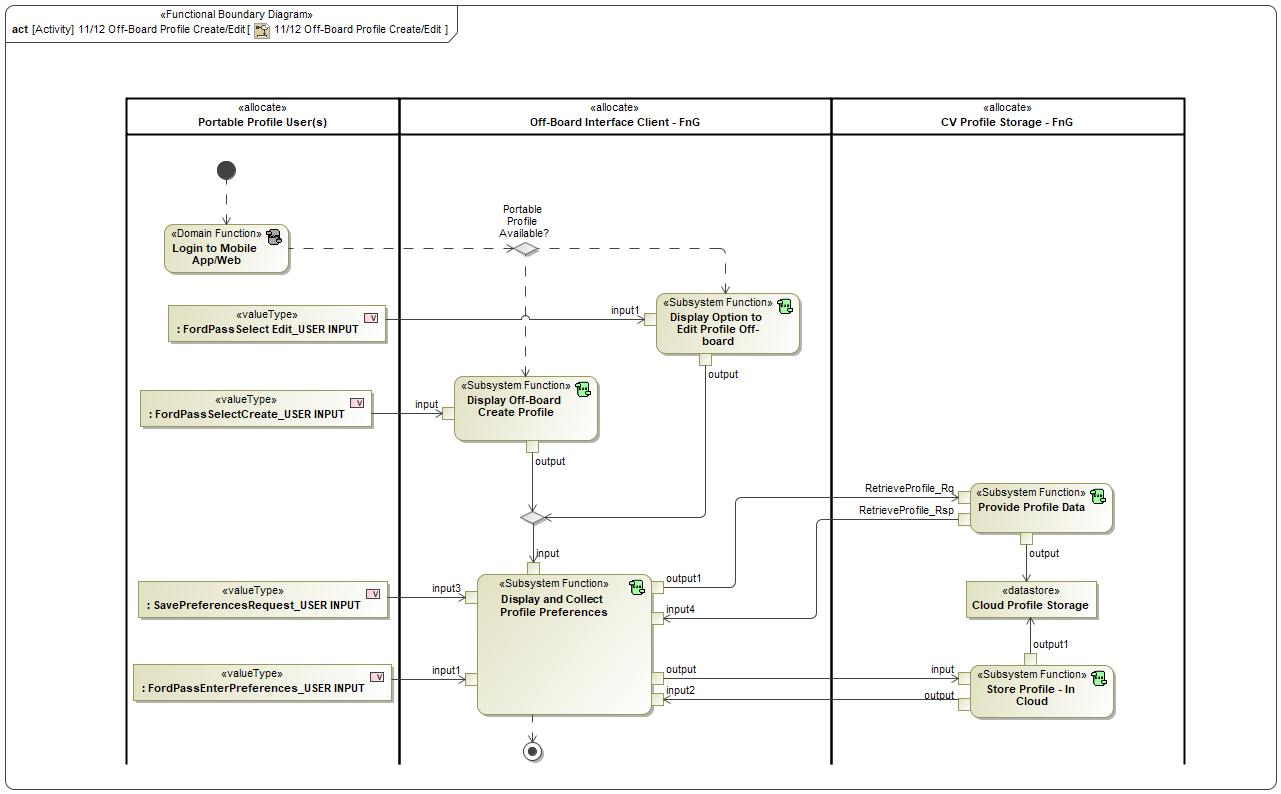 «Functional Boundary Diagram»
act [Activity] 11/12 Off-Board Profile Create/Edit [ 11/12 Off-Board Profile Create/Edit ]
«allocate»
Portable Profile User(s)
«allocate»
Off-Board Interface Client - FnG
«allocate»
CV Profile Storage - FnG
«Domain Function»
Login to Mobile
App/Web
Portable
Profile
Available?
«valueType»
: FordPassSelect Edit_USER INPUT
V
input1
«Subsystem Function»
Display Option to
Edit Profile Off-
board
output
«valueType»
: FordPassSelectCreate_USER INPUT
V
input
«Subsystem Function»
Display Off-Board
Create Profile
output
input
RetrieveProfile_Rq
RetrieveProfile_Rsp
«Subsystem Function»
Provide Profile Data
output
«datastore»
Cloud Profile Storage
output1
«valueType»
: SavePreferencesRequest_USER INPUT
V
input3
«Subsystem Function»
Display and Collect
Profile Preferences
output1
input4
«valueType»
: FordPassEnterPreferences_USER INPUT
V
input1
output
input2
input
output
«Subsystem Function»
Store Profile - In
Cloud